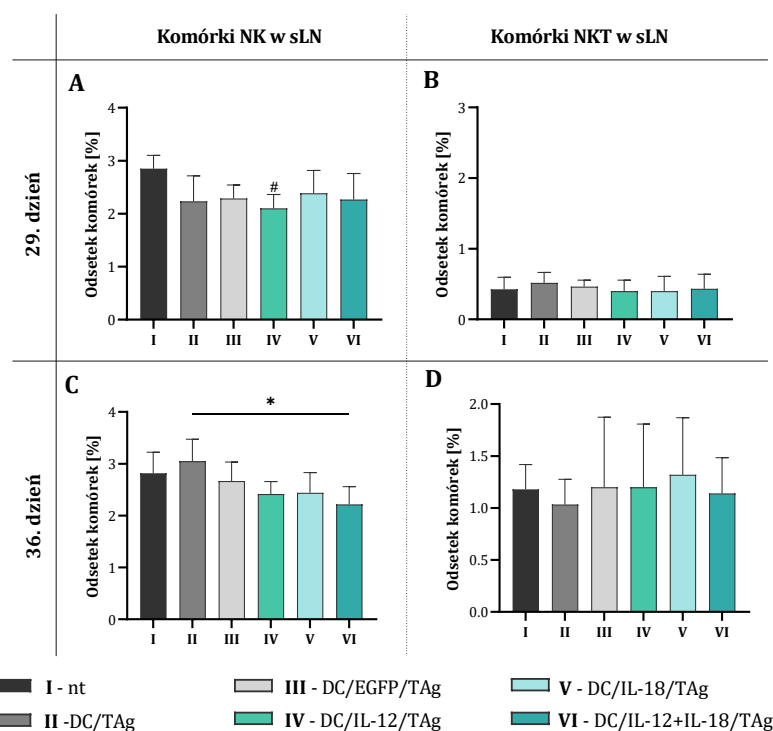 Komórki NK w sLN
Komórki NKT w sLN
29. dzień
A
Odsetek komórek [%]
4
3
2
1
0
#
I II III IV V VI
B
Odsetek komórek [%]
3
2
1
0
I II III IV V VI
36. dzień
C
Odsetek komórek [%]
4
3
2
1
0
*
I II III IV V VI
D
Odsetek komórek [%]
2.0
1.5
1.0
0.5
0.0
I II III IV V VI
I - nt
III - DC/EGFP/TAg
V - DC/IL-18/TAg
II -DC/TAg
IV - DC/IL-12/TAg
VI - DC/IL-12+IL-18/TAg